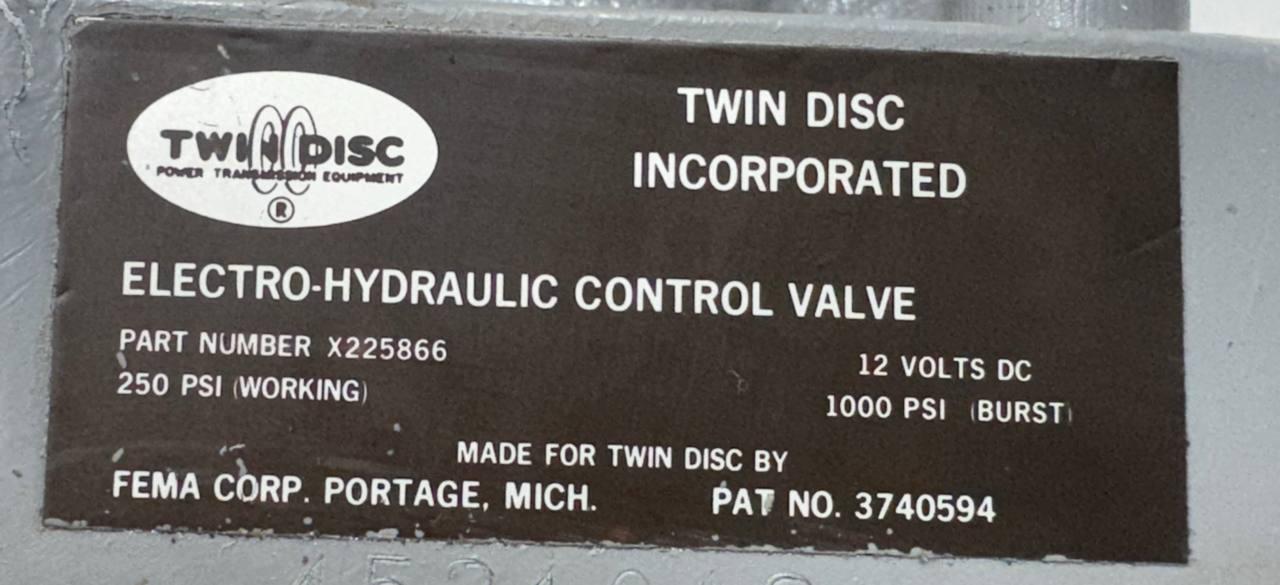 TWIN DISC
POWER TRANSMISSION EQUIPMENT
®
TWIN DISC
INCORPORATED
ELECTRO-HYDRAULIC CONTROL VALVE
PART NUMBER X225866
12 VOLTS DC
250 PSI (WORKING)
1000 PSI (BURST)
MADE FOR TWIN DISC BY
FEMA CORP. PORTAGE, MICH.
PAT NO. 3740594